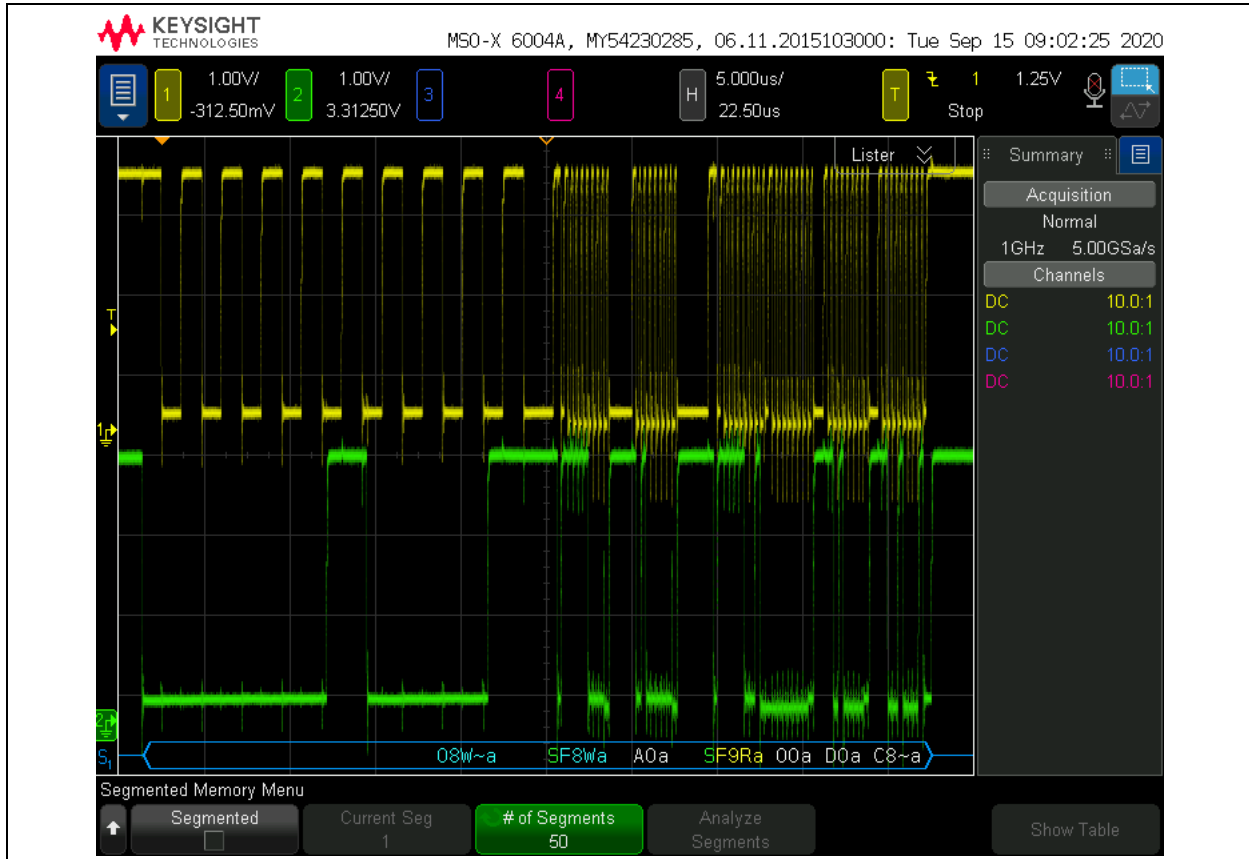 KEYSIGHT
TECHNOLOGIES
MSO-X 6004A, MY54230285, 06.11.2015103000: Tue Sep 15 09:02:25 2020
1 1.00V/ 2 1.00V/ 3 4 H 5.000us/ T 1 1.25V
-312.50mV 3.31250V 22.50us Stop
Lister
Summary
Acquisition
Normal
1GHz 5.00GSa/s
Channels
DC 10.0:1
DC 10.0:1
DC 10.0:1
DC 10.0:1
T
1
2
S1 08W~a SF8Wa A0a SF9Ra 00a D0a C8~a
Segmented Memory Menu
Segmented Current Seg # of Segments Analyze Show Table
1 50 Segments